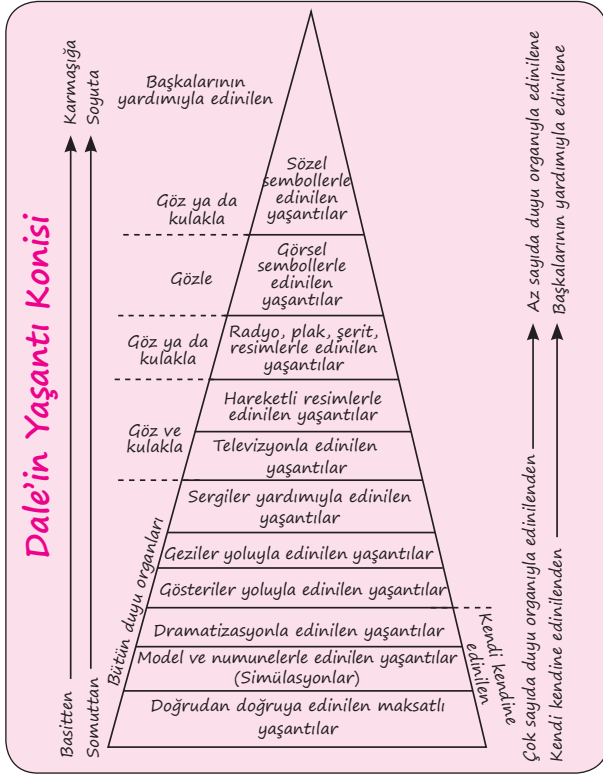 Dale'in Yaşantı Konisi
Karmaşığa
Soyuta
Basitten
Somuttan
Başkalarının
yardımıyla edinilen
Göz ya da
kulakla
Gözle
Göz ya da
kulakla
Göz ve
kulakla
Bütün duyu organları
Sözel
sembollerle
edinilen
yaşantılar
Görsel
sembollerle
edinilen
yaşantılar
Radyo, plak, şerit,
resimlerle edinilen
yaşantılar
Hareketli resimlerle
edinilen yaşantılar
Televizyonla edinilen
yaşantılar
Sergiler yardımıyla edinilen
yaşantılar
Geziler yoluyla edinilen yaşantılar
Gösteriler yoluyla edinilen yaşantılar
Dramatizasyonla edinilen yaşantılar
Model ve numunelerle edinilen yaşantılar
(Simülasyonlar)
Doğrudan doğruya edinilen maksatlı
yaşantılar
Kendi kendine
edinilen
Az sayıda duyu organıyla edinilene
Başkalarının yardımıyla edinilene
Çok sayıda duyu organıyla edinilenden
Kendi kendine edinilenden